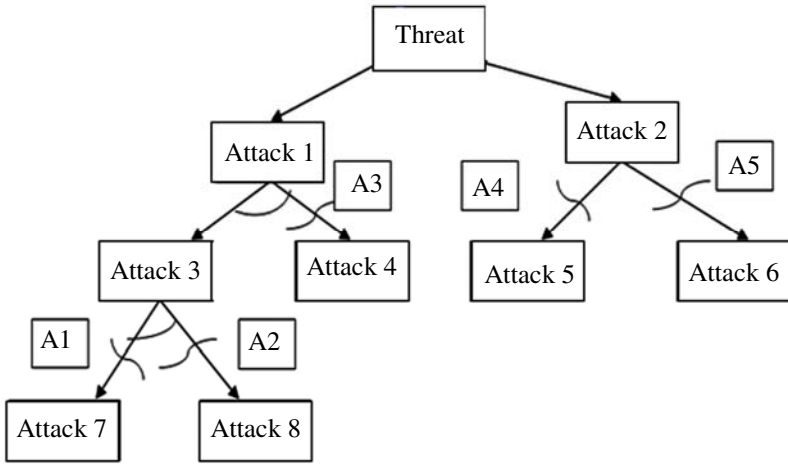 Threat
Attack 1
Attack 2
A3
A4
A5
Attack 3
Attack 4
Attack 5
Attack 6
A1
A2
Attack 7
Attack 8